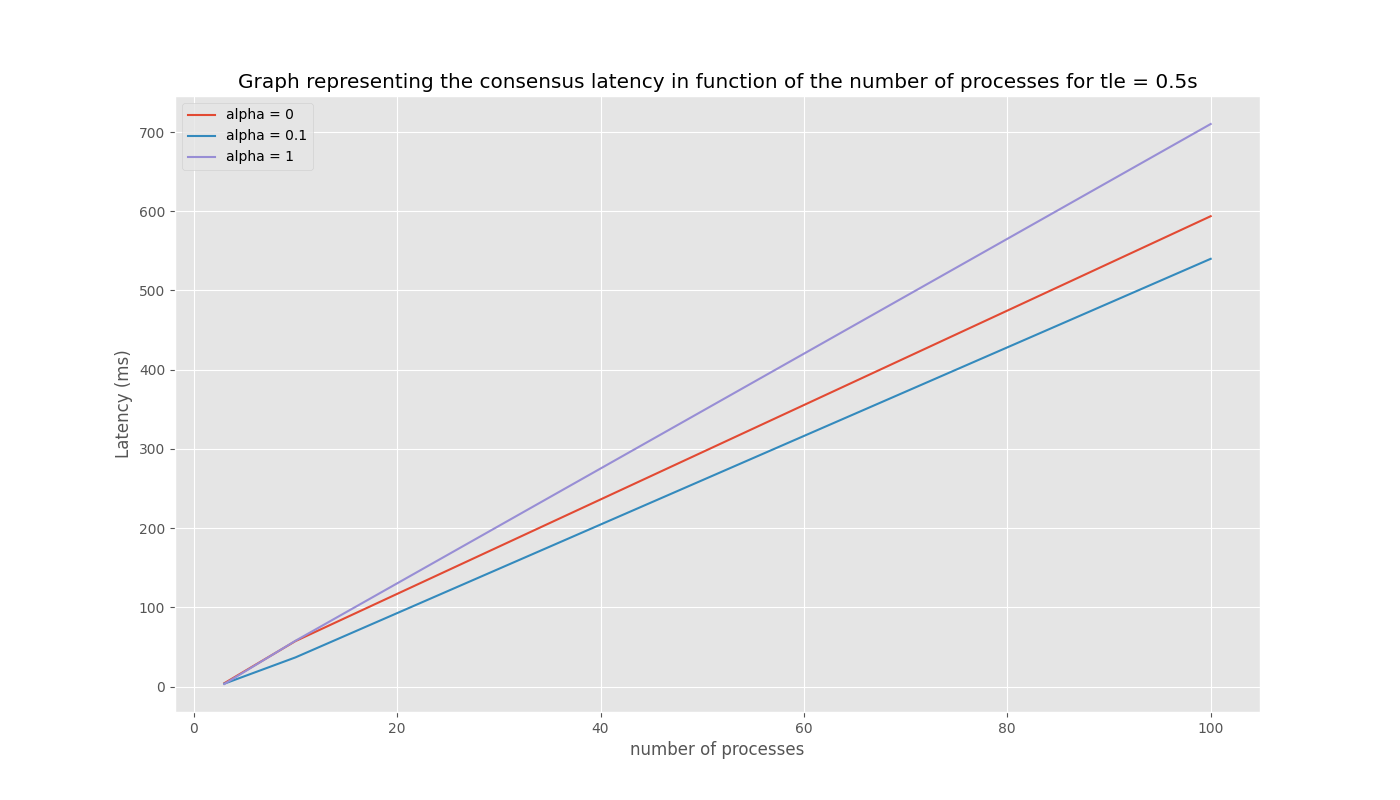 Graph representing the consensus latency in function of the number of processes for tle = 0.5s
alpha = 0
alpha = 0.1
alpha = 1
700
600
500
400
300
200
100
0
Latency (ms)
0 20 40 60 80 100
number of processes